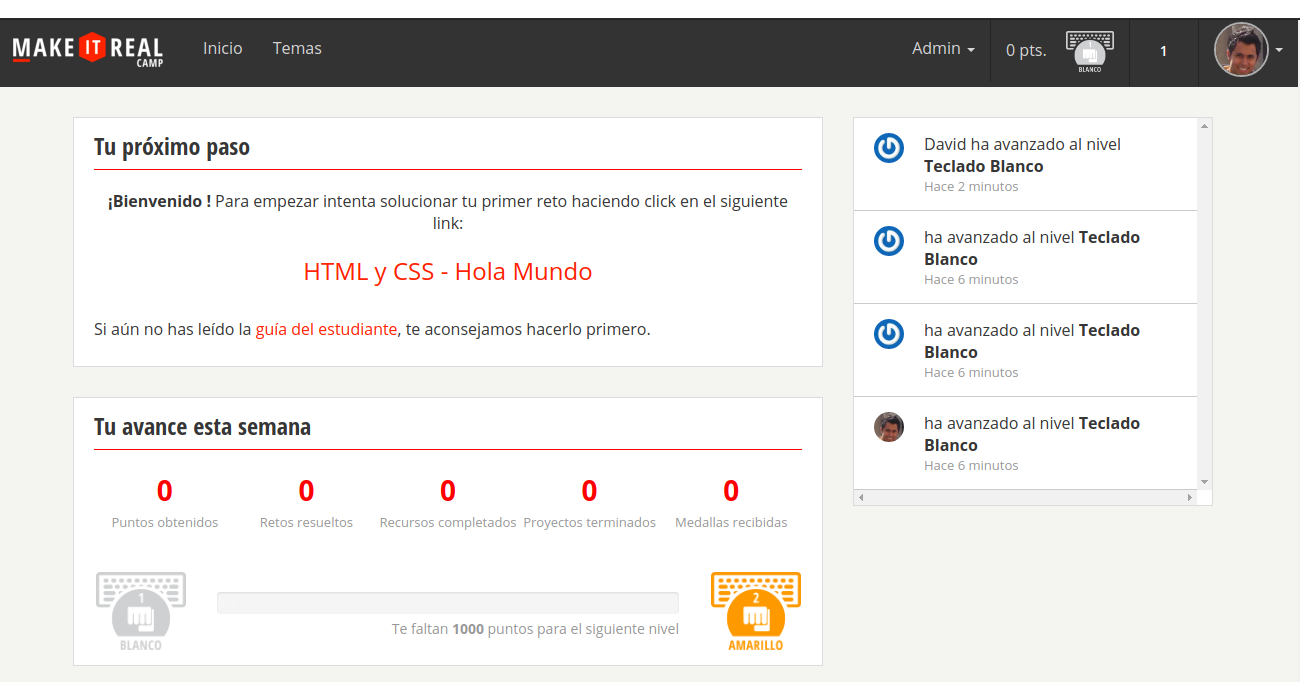 MAKE IT REAL
CAMP
Inicio
Temas
Admin
0 pts.
1
BLANCO
1
Tu próximo paso
¡Bienvenido ! Para empezar intenta solucionar tu primer reto haciendo click en el siguiente
link:
HTML y CSS - Hola Mundo
Si aún no has leído la guía del estudiante, te aconsejamos hacerlo primero.
Tu avance esta semana
0
0
0
0
0
Puntos obtenidos
Retos resueltos
Recursos completados
Proyectos terminados
Medallas recibidas
1
BLANCO
Te faltan 1000 puntos para el siguiente nivel
2
AMARILLO
David ha avanzado al nivel
Teclado Blanco
Hace 2 minutos
ha avanzado al nivel Teclado
Blanco
Hace 6 minutos
ha avanzado al nivel Teclado
Blanco
Hace 6 minutos
ha avanzado al nivel Teclado
Blanco
Hace 6 minutos